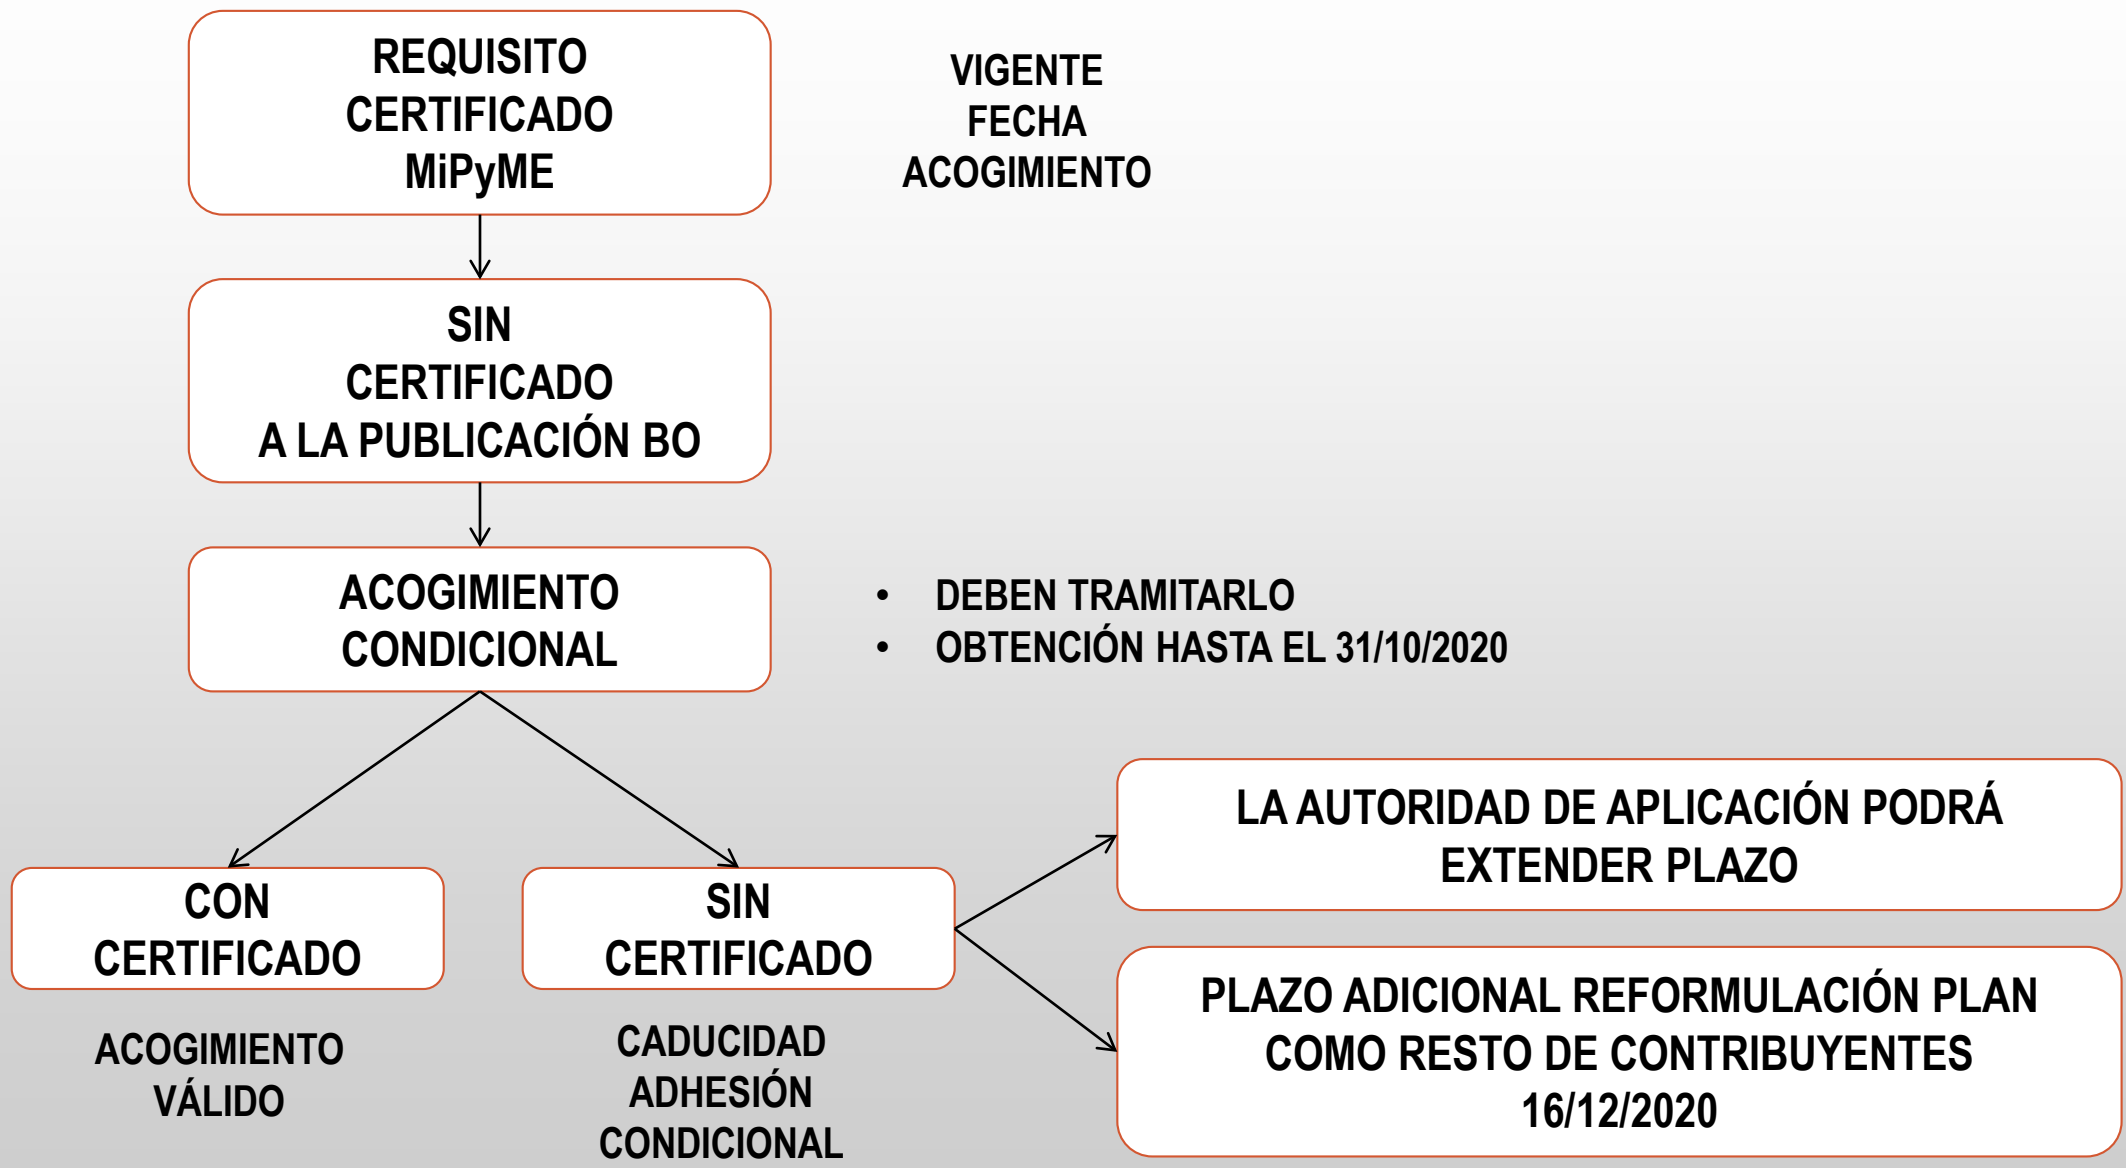 REQUISITO
CERTIFICADO
MiPyME
VIGENTE
FECHA
ACOGIMIENTO
SIN
CERTIFICADO
A LA PUBLICACIÓN BO
ACOGIMIENTO
CONDICIONAL
• DEBEN TRAMITARLO
• OBTENCIÓN HASTA EL 31/10/2020
CON
CERTIFICADO
ACOGIMIENTO
VÁLIDO
SIN
CERTIFICADO
CADUCIDAD
ADHESIÓN
CONDICIONAL
LA AUTORIDAD DE APLICACIÓN PODRÁ
EXTENDER PLAZO
PLAZO ADICIONAL REFORMULACIÓN PLAN
COMO RESTO DE CONTRIBUYENTES
16/12/2020